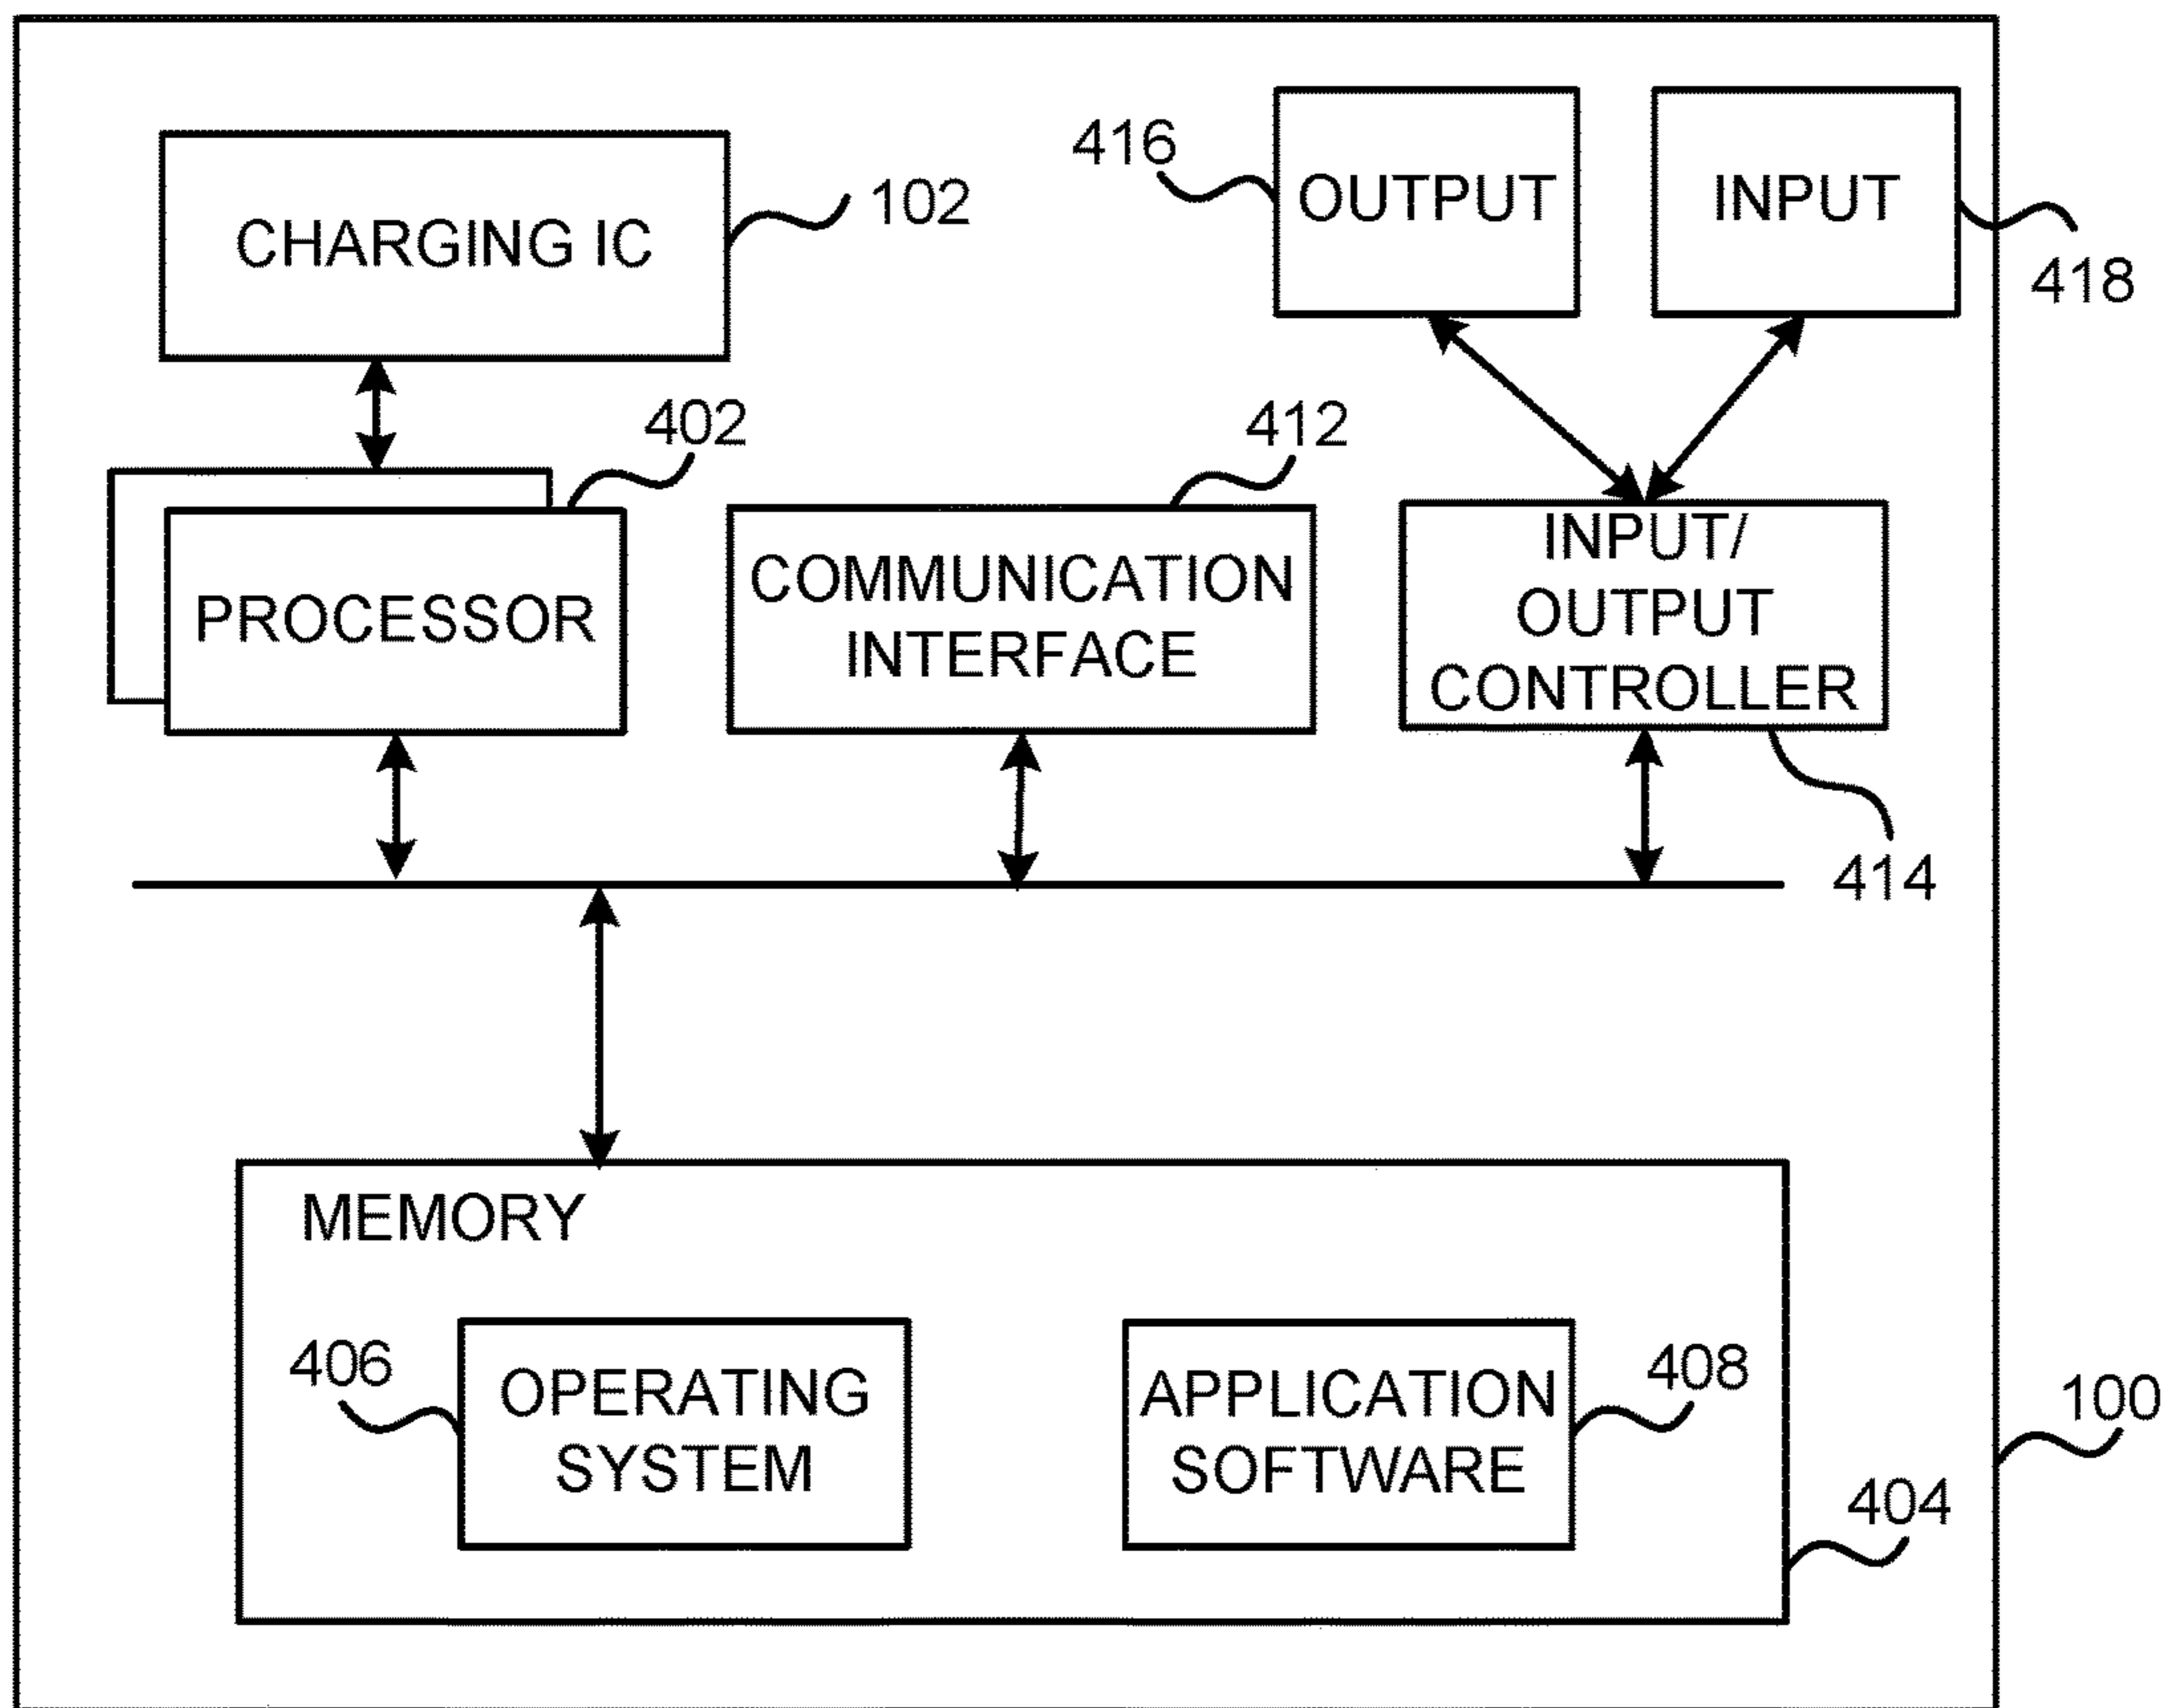 416
OUTPUT
INPUT
CHARGING IC
102
418
402
412
PROCESSOR
COMMUNICATION
INTERFACE
INPUT/
OUTPUT
CONTROLLER
414
MEMORY
406
OPERATING
SYSTEM
APPLICATION
SOFTWARE
408
100
404